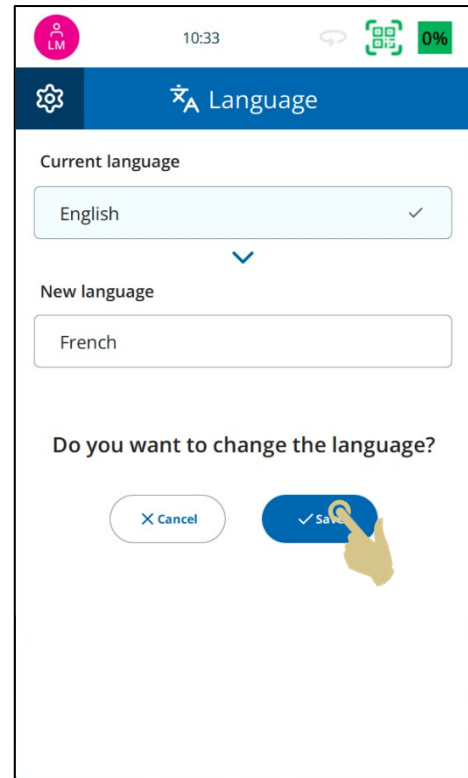 LM
10:33
0%
Language
Current language
English
New language
French
Do you want to change the language?
Cancel
Save